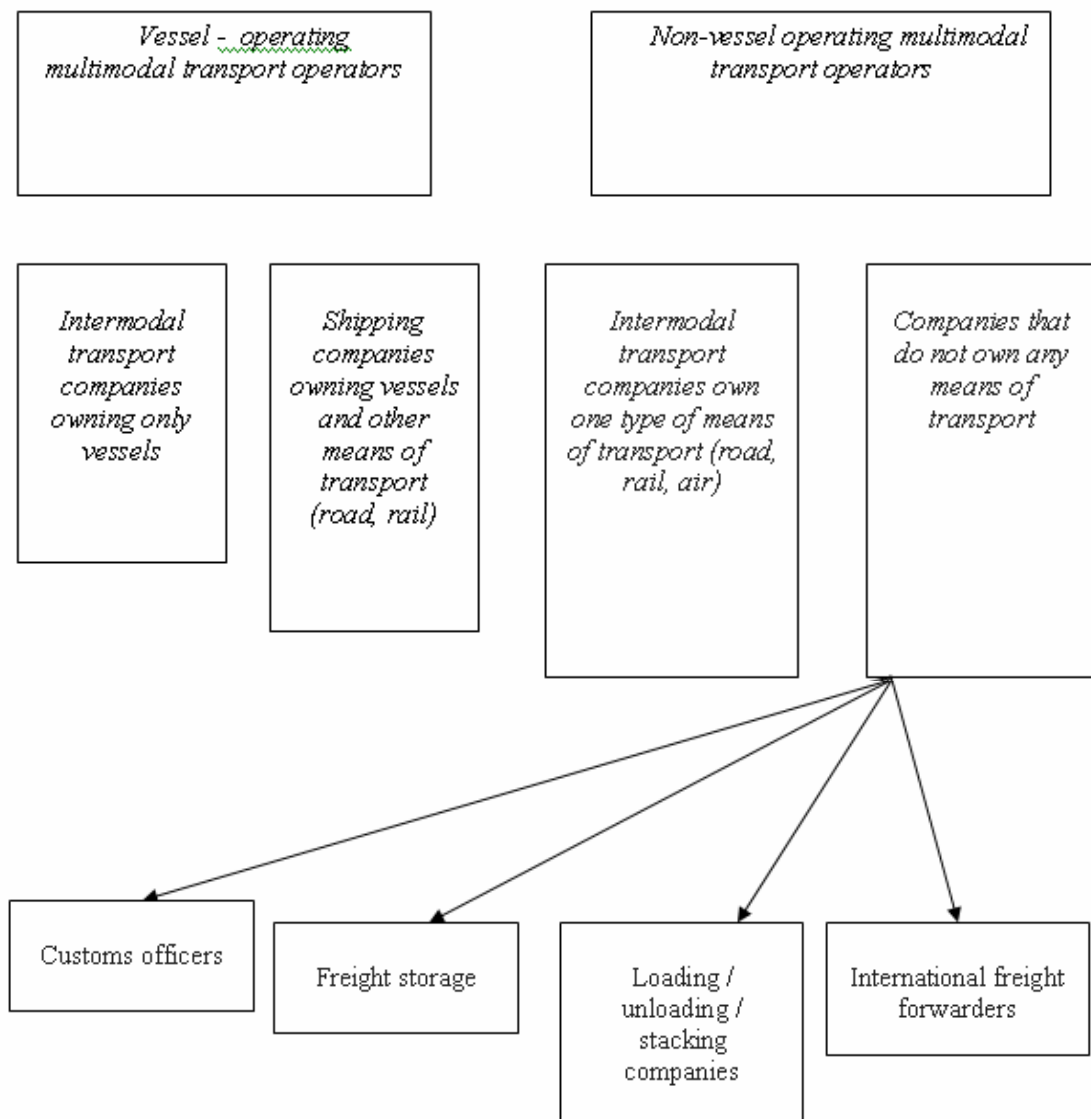 Vessel - operating
multimodal transport operators
Non-vessel operating multimodal
transport operators
Intermodal
transport
companies
owning only
vessels
Shipping
companies
owning vessels
and other
means of
transport
(road, rail)
Intermodal
transport
companies own
one type of means
of transport (road,
rail, air)
Companies that
do not own any
means of
transport
Customs officers
Freight storage
Loading /
unloading /
stacking
companies
International freight
forwarders